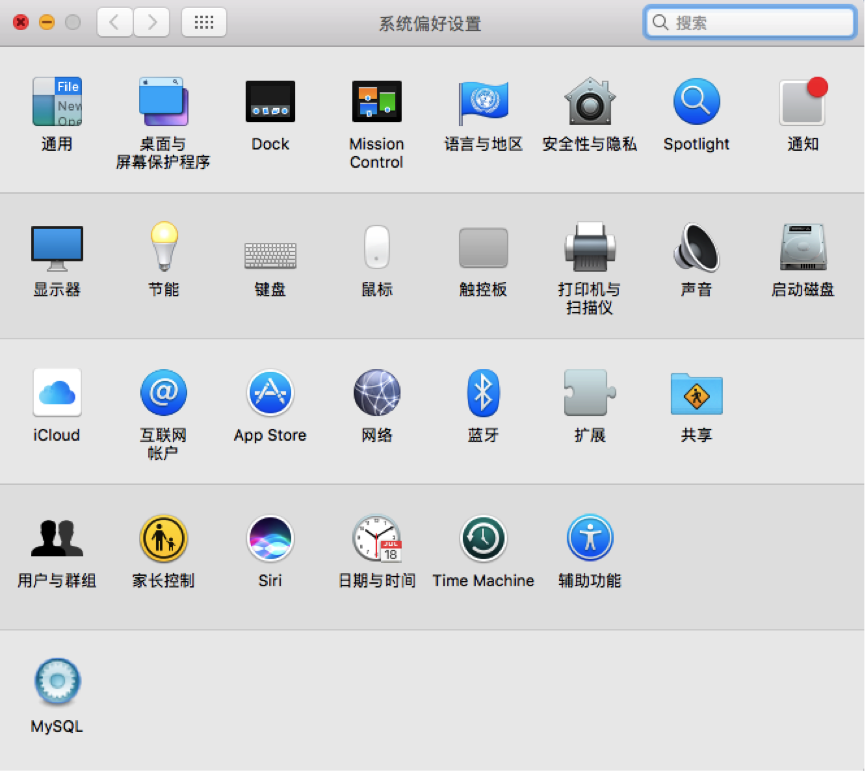 系统偏好设置
搜索
File
New
Ope
通用
桌面与
屏幕保护程序
Dock
Mission
Control
语言与地区
安全性与隐私
Spotlight
通知
显示器
节能
键盘
鼠标
触控板
打印机与
扫描仪
声音
启动磁盘
iCloud
@
互联网
帐户
App Store
网络
蓝牙
扩展
共享
用户与群组
家长控制
Siri
JUL
18
日期与时间
Time Machine
辅助功能
MySQL